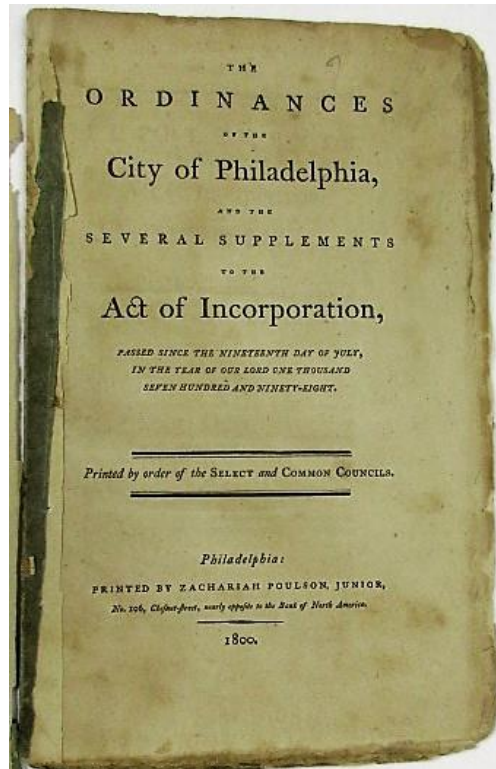 THE
ORDINANCES
OF THE
City of Philadelphia,
AND THE
SEVERAL SUPPLEMENTS
TO THE
Act of Incorporation,
PASSED SINCE THE NINETEENTH DAY OF JULY,
IN THE YEAR OF OUR LORD ONE THOUSAND
SEVEN HUNDRED AND NINETY-EIGHT.
Printed by order of the SELECT and COMMON COUNCILS.
Philadelphia:
PRINTED BY ZACHARIAH POULSON, JUNIOR,
No. 106, Cheſnut-ſtreet, nearly oppoſite to the Bank of North America.
1800.